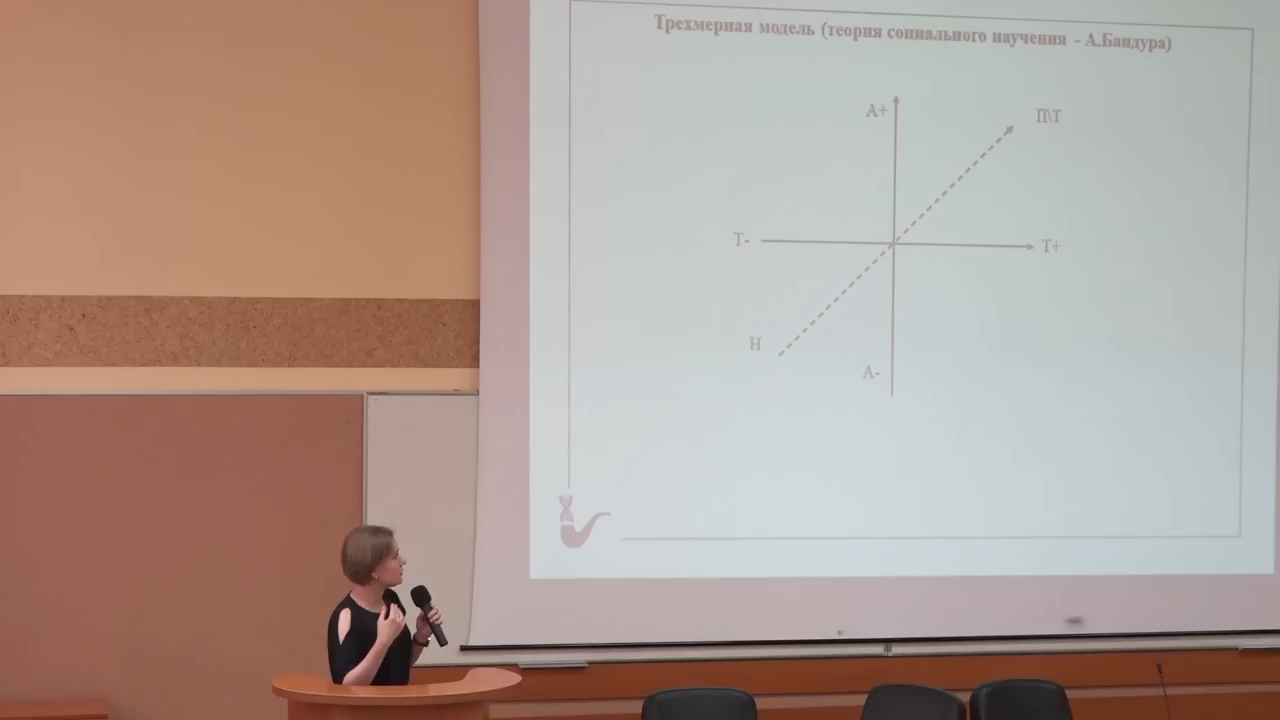 Трехмерная модель (теория социального научения - А.Бандура)
А+
П\Т
Т-
Т+
Н
А-